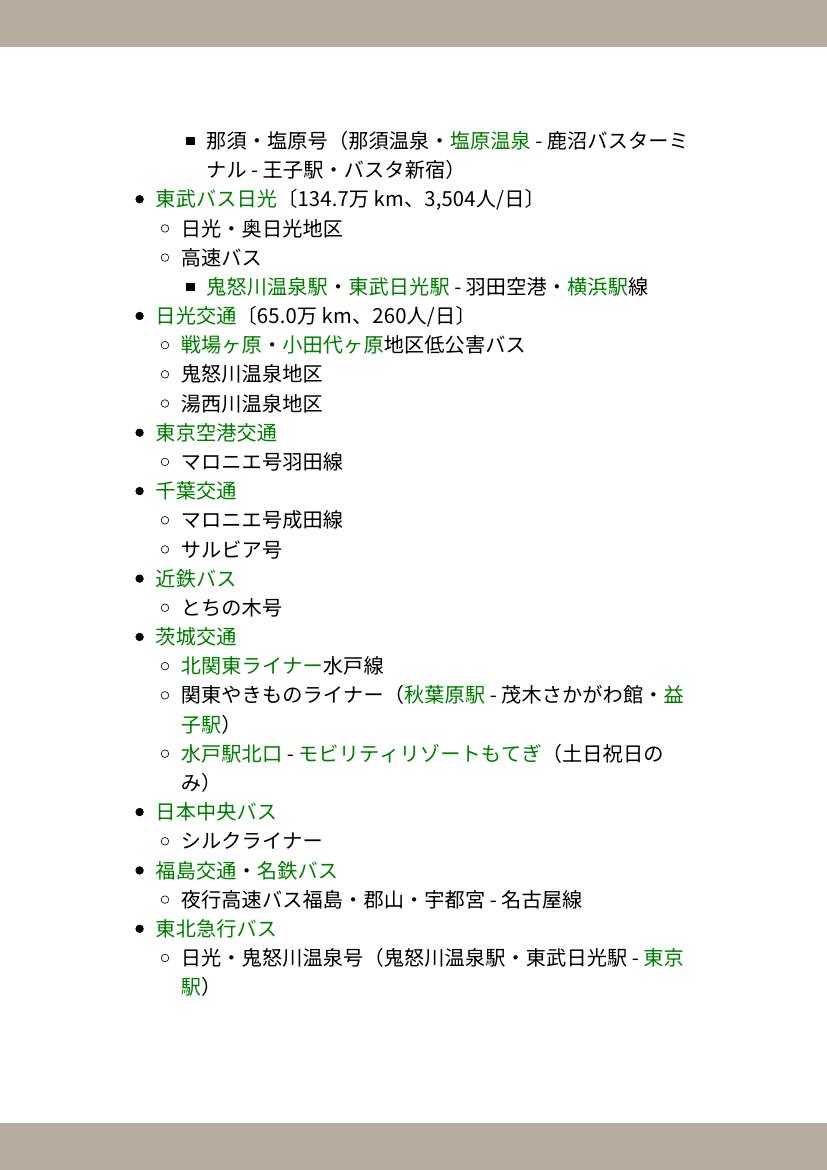 那須・塩原号（那須温泉・塩原温泉 - 鹿沼バスターミ
ナル - 王子駅・バスタ新宿）
東武バス日光〔134.7万 km、3,504人/日〕
日光・奥日光地区
高速バス
鬼怒川温泉駅・東武日光駅 - 羽田空港・横浜駅線
日光交通〔65.0万 km、260人/日〕
戦場ヶ原・小田代ヶ原地区低公害バス
鬼怒川温泉地区
湯西川温泉地区
東京空港交通
マロニエ号羽田線
千葉交通
マロニエ号成田線
サルビア号
近鉄バス
とちの木号
茨城交通
北関東ライナー水戸線
関東やきものライナー（秋葉原駅 - 茂木さかがわ館・益
子駅）
水戸駅北口 - モビリティリゾートもてぎ（土日祝日の
み）
日本中央バス
シルクライナー
福島交通・名鉄バス
夜行高速バス福島・郡山・宇都宮 - 名古屋線
東北急行バス
日光・鬼怒川温泉号（鬼怒川温泉駅・東武日光駅 - 東京
駅）